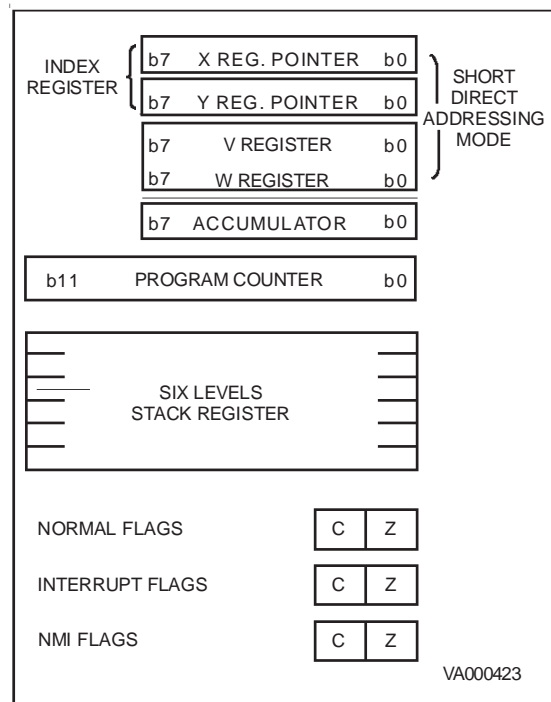 INDEX
REGISTER
b7 X REG. POINTER b0
b7 Y REG. POINTER b0
b7 V REGISTER b0
b7 W REGISTER b0
SHORT
DIRECT
ADDRESSING
MODE
b7 ACCUMULATOR b0
b11 PROGRAM COUNTER b0
SIX LEVELS
STACK REGISTER
NORMAL FLAGS C Z
INTERRUPT FLAGS C Z
NMI FLAGS C Z
VA000423